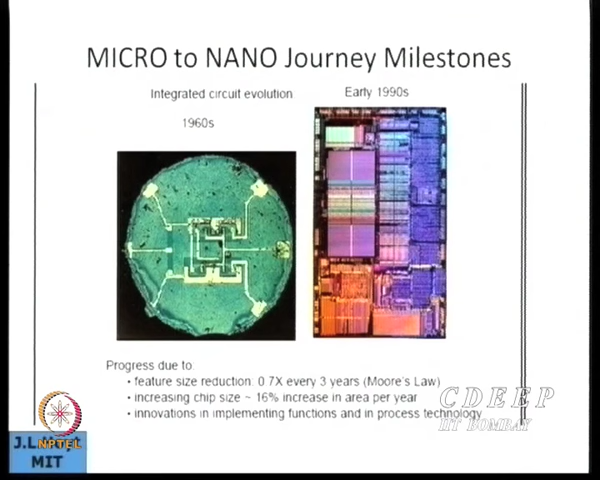 MICRO to NANO Journey Milestones
Integrated circuit evolution
Early 1990s
1960s
Progress due to:
• feature size reduction: 0.7X every 3 years (Moore's Law)
• increasing chip size ~ 16% increase in area per year
• innovations in implementing functions and in process technology
CDEEP
IIT BOMBAY
NPTEL
J.L.
MIT